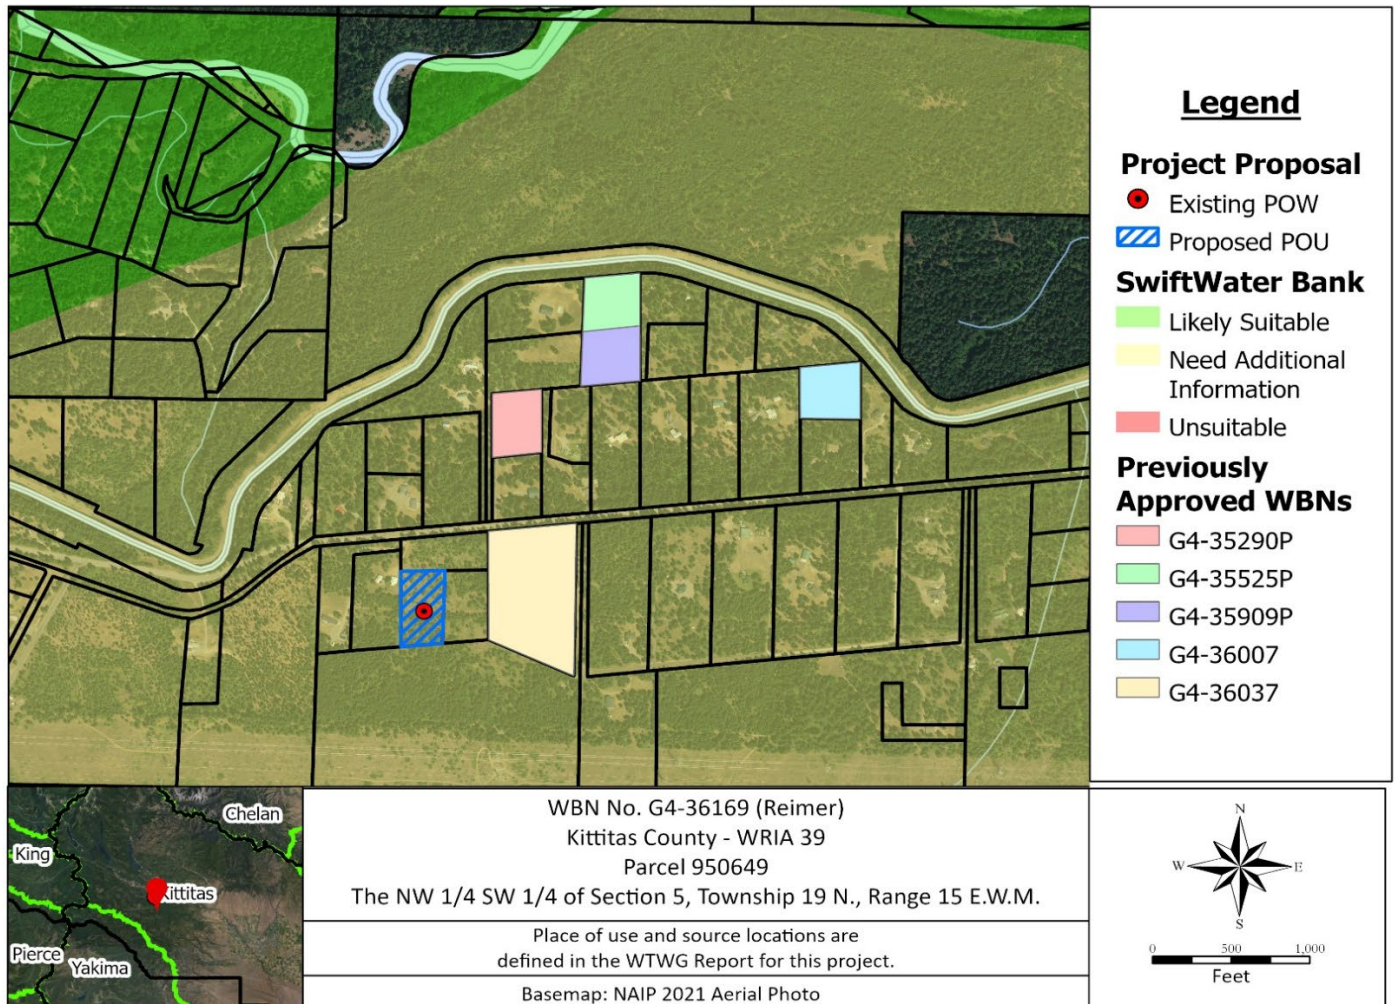 Legend
Project Proposal
Existing POW
Proposed POU
SwiftWater Bank
Likely Suitable
Need Additional
Information
Unsuitable
Previously
Approved WBNs
G4-35290P
G4-35525P
G4-35909P
G4-36007
G4-36037
Chelan
King
Kittitas
Pierce
Yakima
WBN No. G4-36169 (Reimer)
Kittitas County - WRIA 39
Parcel 950649
The NW 1/4 SW 1/4 of Section 5, Township 19 N., Range 15 E.W.M.
Place of use and source locations are
defined in the WTWG Report for this project.
Basemap: NAIP 2021 Aerial Photo
N
W E
S
0 500 1,000
Feet